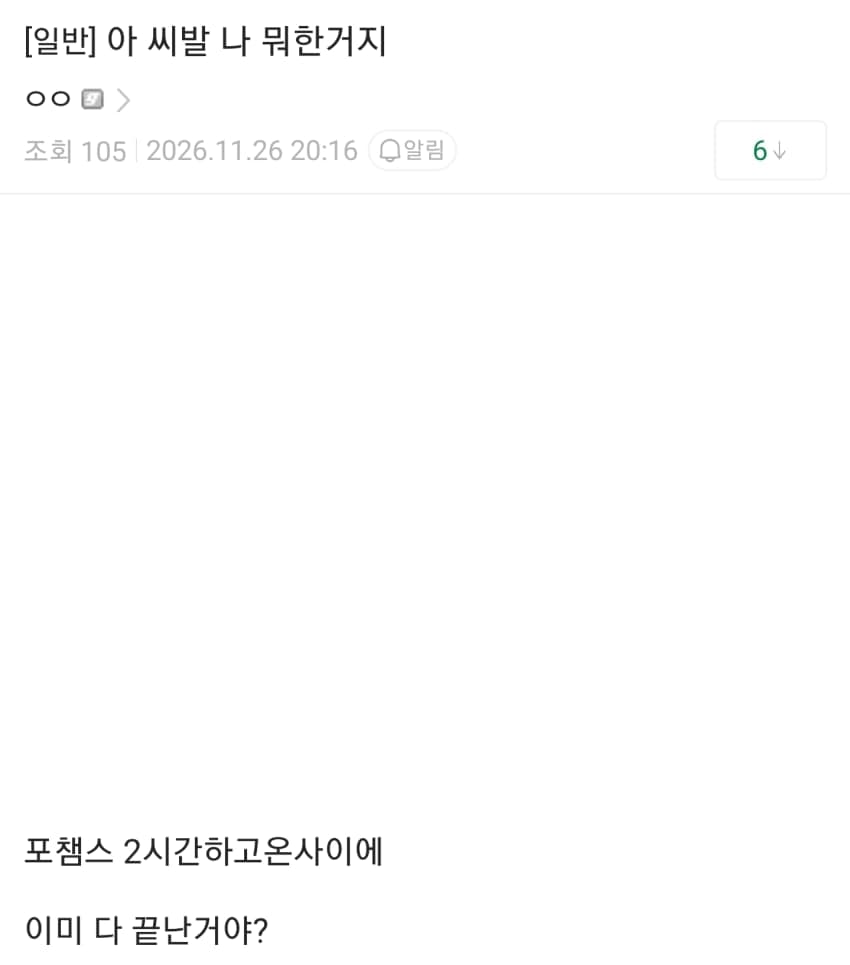 [일반] 아 씨발 나 뭐한거지
ㅇㅇ
조회 105 2026.11.26 20:16 알림
6↓
포챔스 2시간하고온사이에
이미 다 끝난거야?